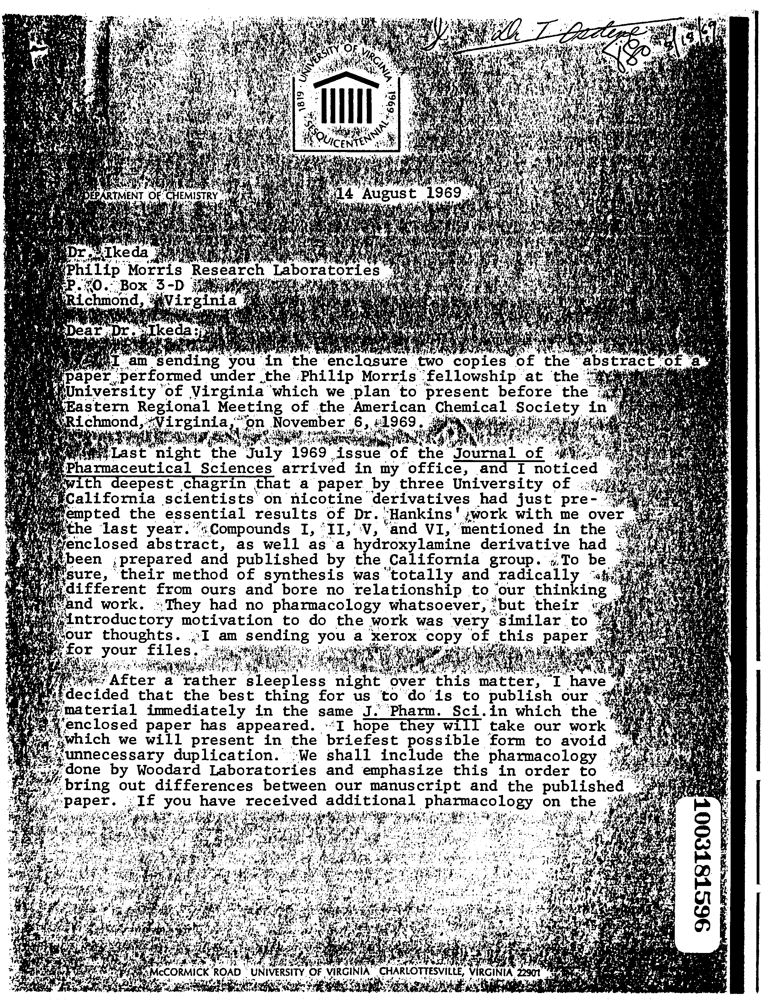 Dr. T. Osdene
UNIVERSITY OF VIRGINIA
1819 1969
SESQUICENTENNIAL
DEPARTMENT OF CHEMISTRY
14 August 1969
Dr. Ikeda
Philip Morris Research Laboratories
P. O. Box 3-D
Richmond, Virginia
Dear Dr. Ikeda:
I am sending you in the enclosure two copies of the abstract of a
paper performed under the Philip Morris fellowship at the
University of Virginia which we plan to present before the
Eastern Regional Meeting of the American Chemical Society in
Richmond, Virginia, on November 6, 1969.
Last night the July 1969 issue of the Journal of
Pharmaceutical Sciences arrived in my office, and I noticed
with deepest chagrin that a paper by three University of
California scientists on nicotine derivatives had just pre-
empted the essential results of Dr. Hankins' work with me over
the last year. Compounds I, II, V, and VI, mentioned in the
enclosed abstract, as well as a hydroxylamine derivative had
been prepared and published by the California group. To be
sure, their method of synthesis was totally and radically
different from ours and bore no relationship to our thinking
and work. They had no pharmacology whatsoever, but their
introductory motivation to do the work was very similar to
our thoughts. I am sending you a xerox copy of this paper
for your files.
After a rather sleepless night over this matter, I have
decided that the best thing for us to do is to publish our
material immediately in the same J. Pharm. Sci. in which the
enclosed paper has appeared. I hope they will take our work
which we will present in the briefest possible form to avoid
unnecessary duplication. We shall include the pharmacology
done by Woodard Laboratories and emphasize this in order to
bring out differences between our manuscript and the published
paper. If you have received additional pharmacology on the
1003181596
McCORMICK ROAD UNIVERSITY OF VIRGINIA CHARLOTTESVILLE, VIRGINIA 22901